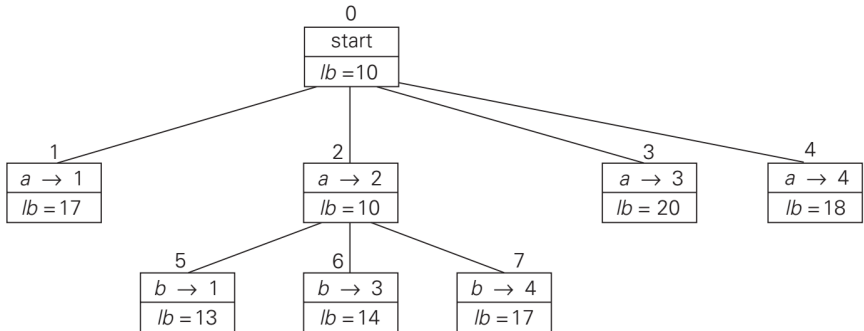 0
start
lb =10
1
2
3
4
a → 1
a → 2
a → 3
a → 4
lb =17
lb =10
lb = 20
lb =18
5
6
7
b → 1
b → 3
b → 4
lb =13
lb =14
lb =17